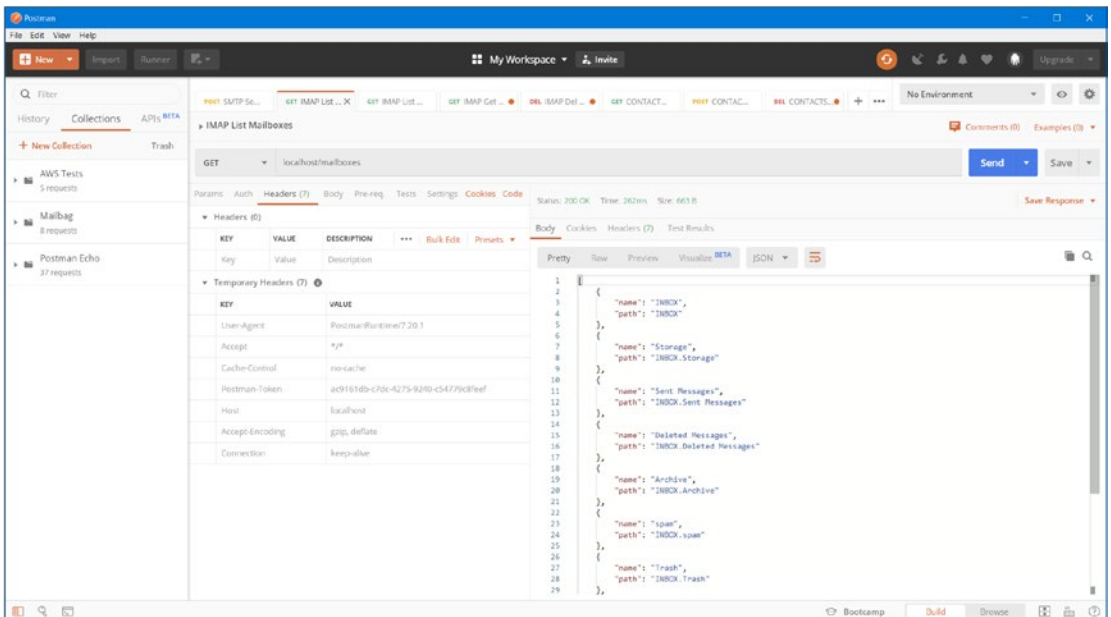 Postman
File Edit View Help
New Import Runner My Workspace Invite Upgrade
Filter
History Collections APIs BETA
+ New Collection Trash
AWS Tests
5 requests
Mailbag
8 requests
Postman Echo
37 requests
POST SMTP Se... GET IMAP List ... X GET IMAP List ... GET IMAP Get ... DEL IMAP Del ... GET CONTACT... POST CONTAC... DEL CONTACTS... + ••• No Environment
IMAP List Mailboxes Comments (0) Examples (0)
GET localhost/mailboxes Send Save
Params Auth Headers (7) Body Pre-req. Tests Settings Cookies Code
Headers (0)
KEY VALUE DESCRIPTION ••• Bulk Edit Presets
Key Value Description
Temporary Headers (7)
KEY VALUE
User-Agent PostmanRuntime/7.20.1
Accept */*
Cache-Control no-cache
Postman-Token
Host localhost
Accept-Encoding gzip, deflate
Connection keep-alive
Status: 200 OK Time: 262ms Size: 663 B Save Response
Body Cookies Headers (7) Test Results
Pretty Raw Preview Visualize BETA JSON
1 [
2 {
3 "name": "INBOX",
4 "path": "INBOX"
5 },
6 {
7 "name": "Storage",
8 "path": "INBOX.Storage"
9 },
10 {
11 "name": "Sent Messages",
12 "path": "INBOX.Sent Messages"
13 },
14 {
15 "name": "Deleted Messages",
16 "path": "INBOX.Deleted Messages"
17 },
18 {
19 "name": "Archive",
20 "path": "INBOX.Archive"
21 },
22 {
23 "name": "spam",
24 "path": "INBOX.spam"
25 },
26 {
27 "name": "Trash",
28 "path": "INBOX.Trash"
29 },
Bootcamp Build Browse